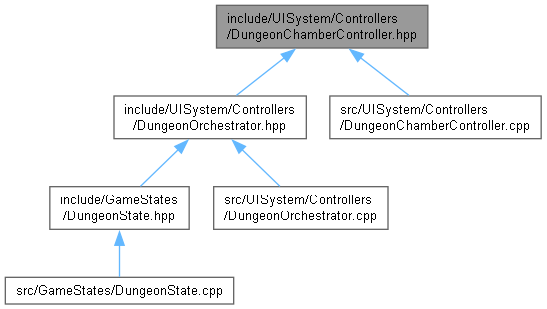 include/UISystem/Controllers
/DungeonChamberController.hpp
include/UISystem/Controllers
/DungeonOrchestrator.hpp
src/UISystem/Controllers
/DungeonChamberController.cpp
include/GameStates
/DungeonState.hpp
src/UISystem/Controllers
/DungeonOrchestrator.cpp
src/GameStates/DungeonState.cpp